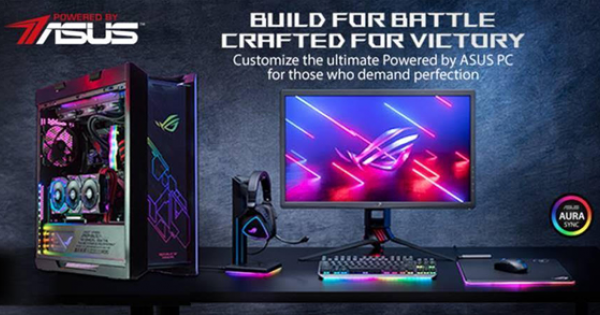 POWERED BY
ASUS
BUILD FOR BATTLE
CRAFTED FOR VICTORY
Customize the ultimate Powered by ASUS PC
for those who demand perfection
ASUS
AURA
SYNC